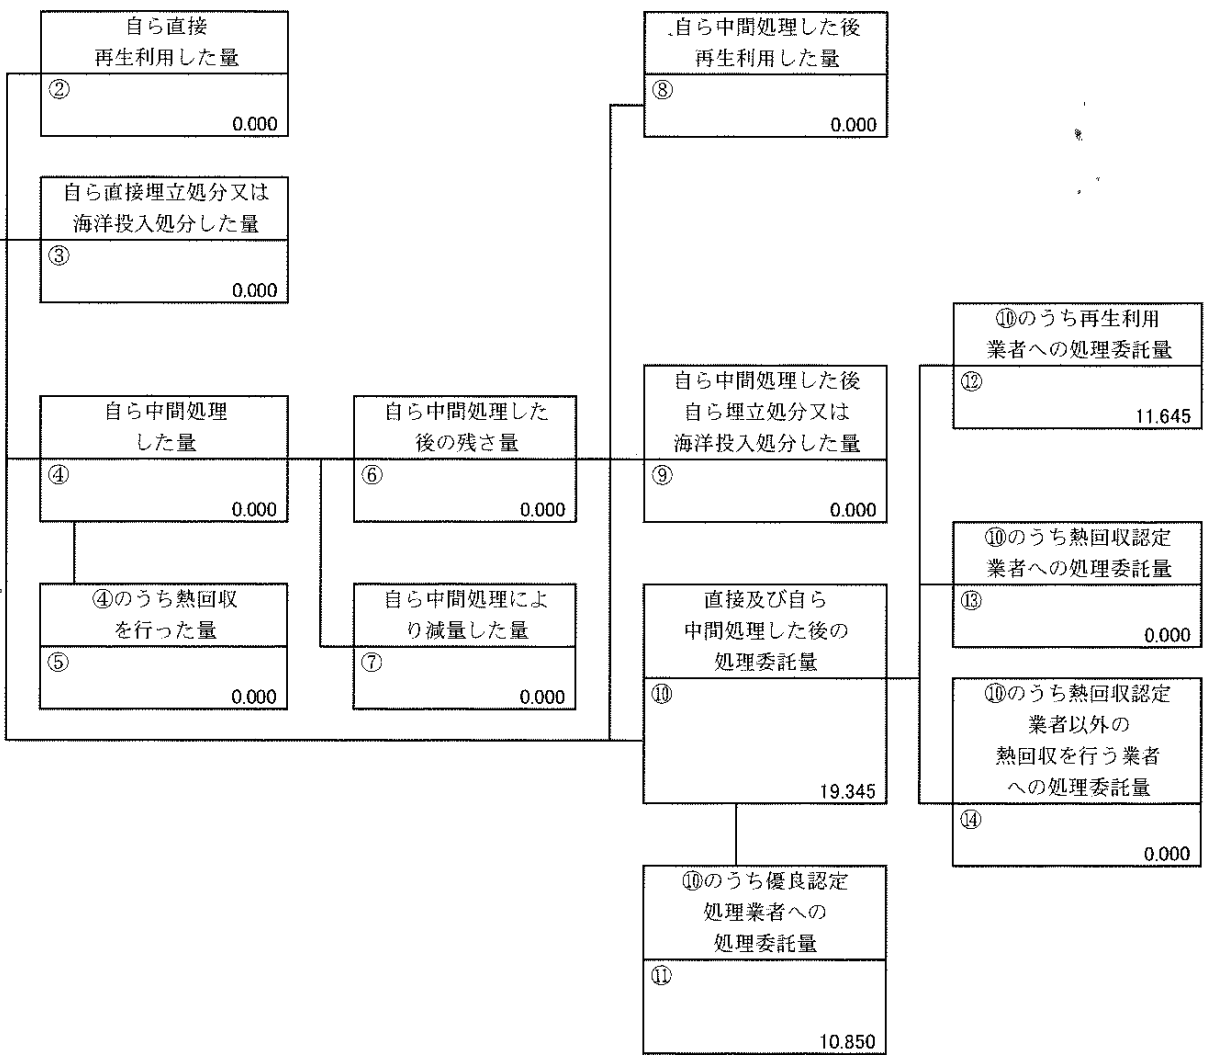 自ら直接
再生利用した量
②
0.000
自ら直接埋立処分又は
海洋投入処分した量
③
0.000
自ら中間処理
した量
④
0.000
④のうち熱回収
を行った量
⑤
0.000
自ら中間処理した
後の残さ量
⑥
0.000
自ら中間処理によ
り減量した量
⑦
0.000
自ら中間処理した後
再生利用した量
⑧
0.000
自ら中間処理した後
自ら埋立処分又は
海洋投入処分した量
⑨
0.000
直接及び自ら
中間処理した後の
処理委託量
⑩
19.345
⑩のうち優良認定
処理業者への
処理委託量
⑪
10.850
⑩のうち再生利用
業者への処理委託量
⑫
11.645
⑩のうち熱回収認定
業者への処理委託量
⑬
0.000
⑩のうち熱回収認定
業者以外の
熱回収を行う業者
への処理委託量
⑭
0.000